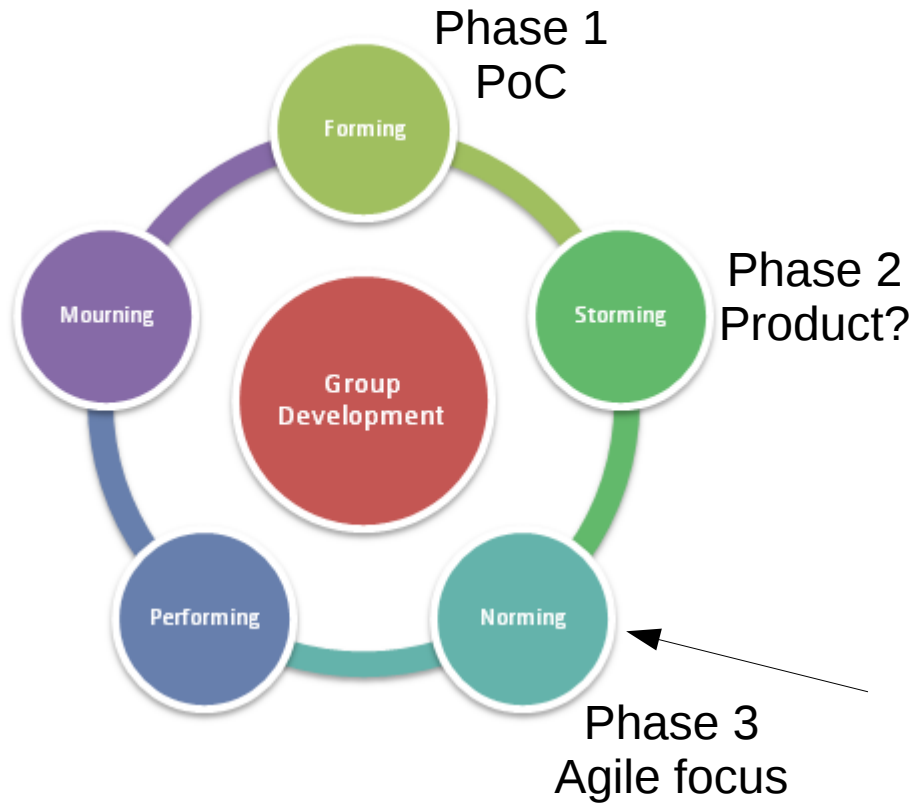 Phase 1
PoC
Forming
Phase 2
Product?
Storming
Mourning
Group
Development
Performing
Norming
Phase 3
Agile focus